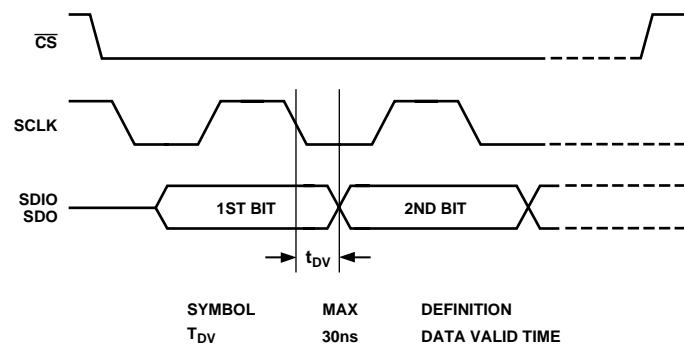 CS
SCLK
SDIO
SDO
1ST BIT
2ND BIT
tDV
SYMBOL MAX DEFINITION
TDV 30ns DATA VALID TIME